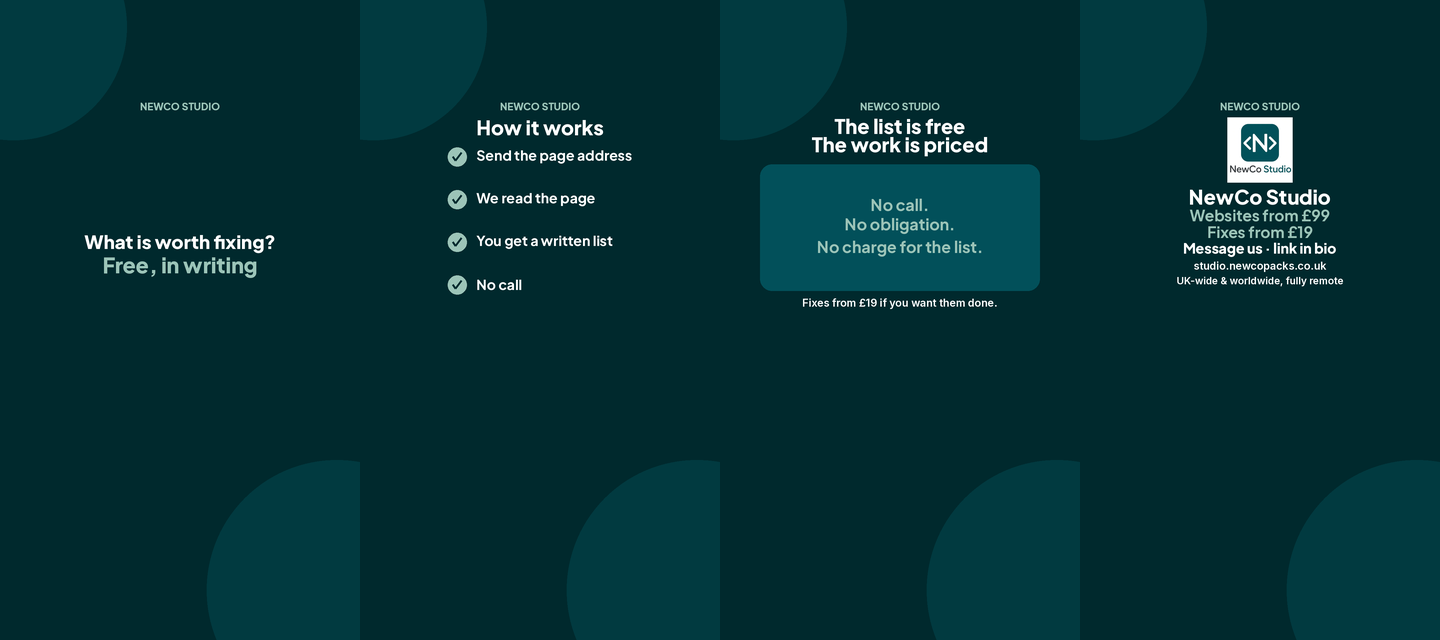 NEWCO STUDIO
What is worth fixing?
Free, in writing
NEWCO STUDIO
How it works
Send the page address
We read the page
You get a written list
No call
NEWCO STUDIO
The list is free
The work is priced
No call.
No obligation.
No charge for the list.
Fixes from £19 if you want them done.
NEWCO STUDIO
<N>
NewCo Studio
NewCo Studio
Websites from £99
Fixes from £19
Message us · link in bio
studio.newcopacks.co.uk
UK-wide & worldwide, fully remote